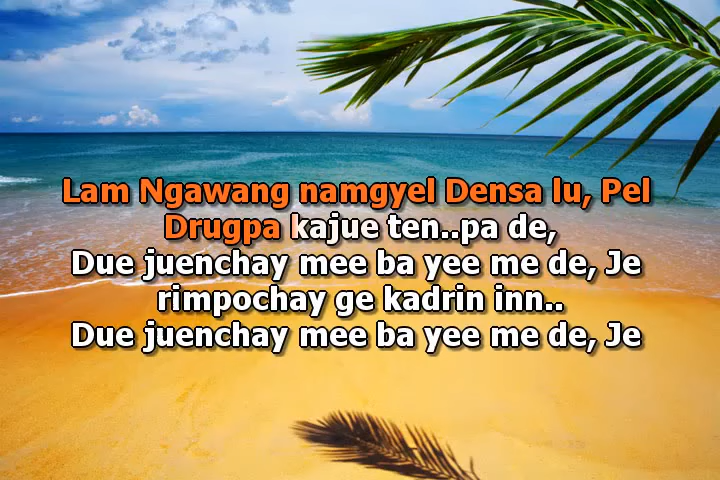 Lam Ngawang namgyel Densa lu, Pel
Drugpa kajue ten..pa de,
Due juenchay mee ba yee me de, Je
rimpochay ge kadrin inn..
Due juenchay mee ba yee me de, Je